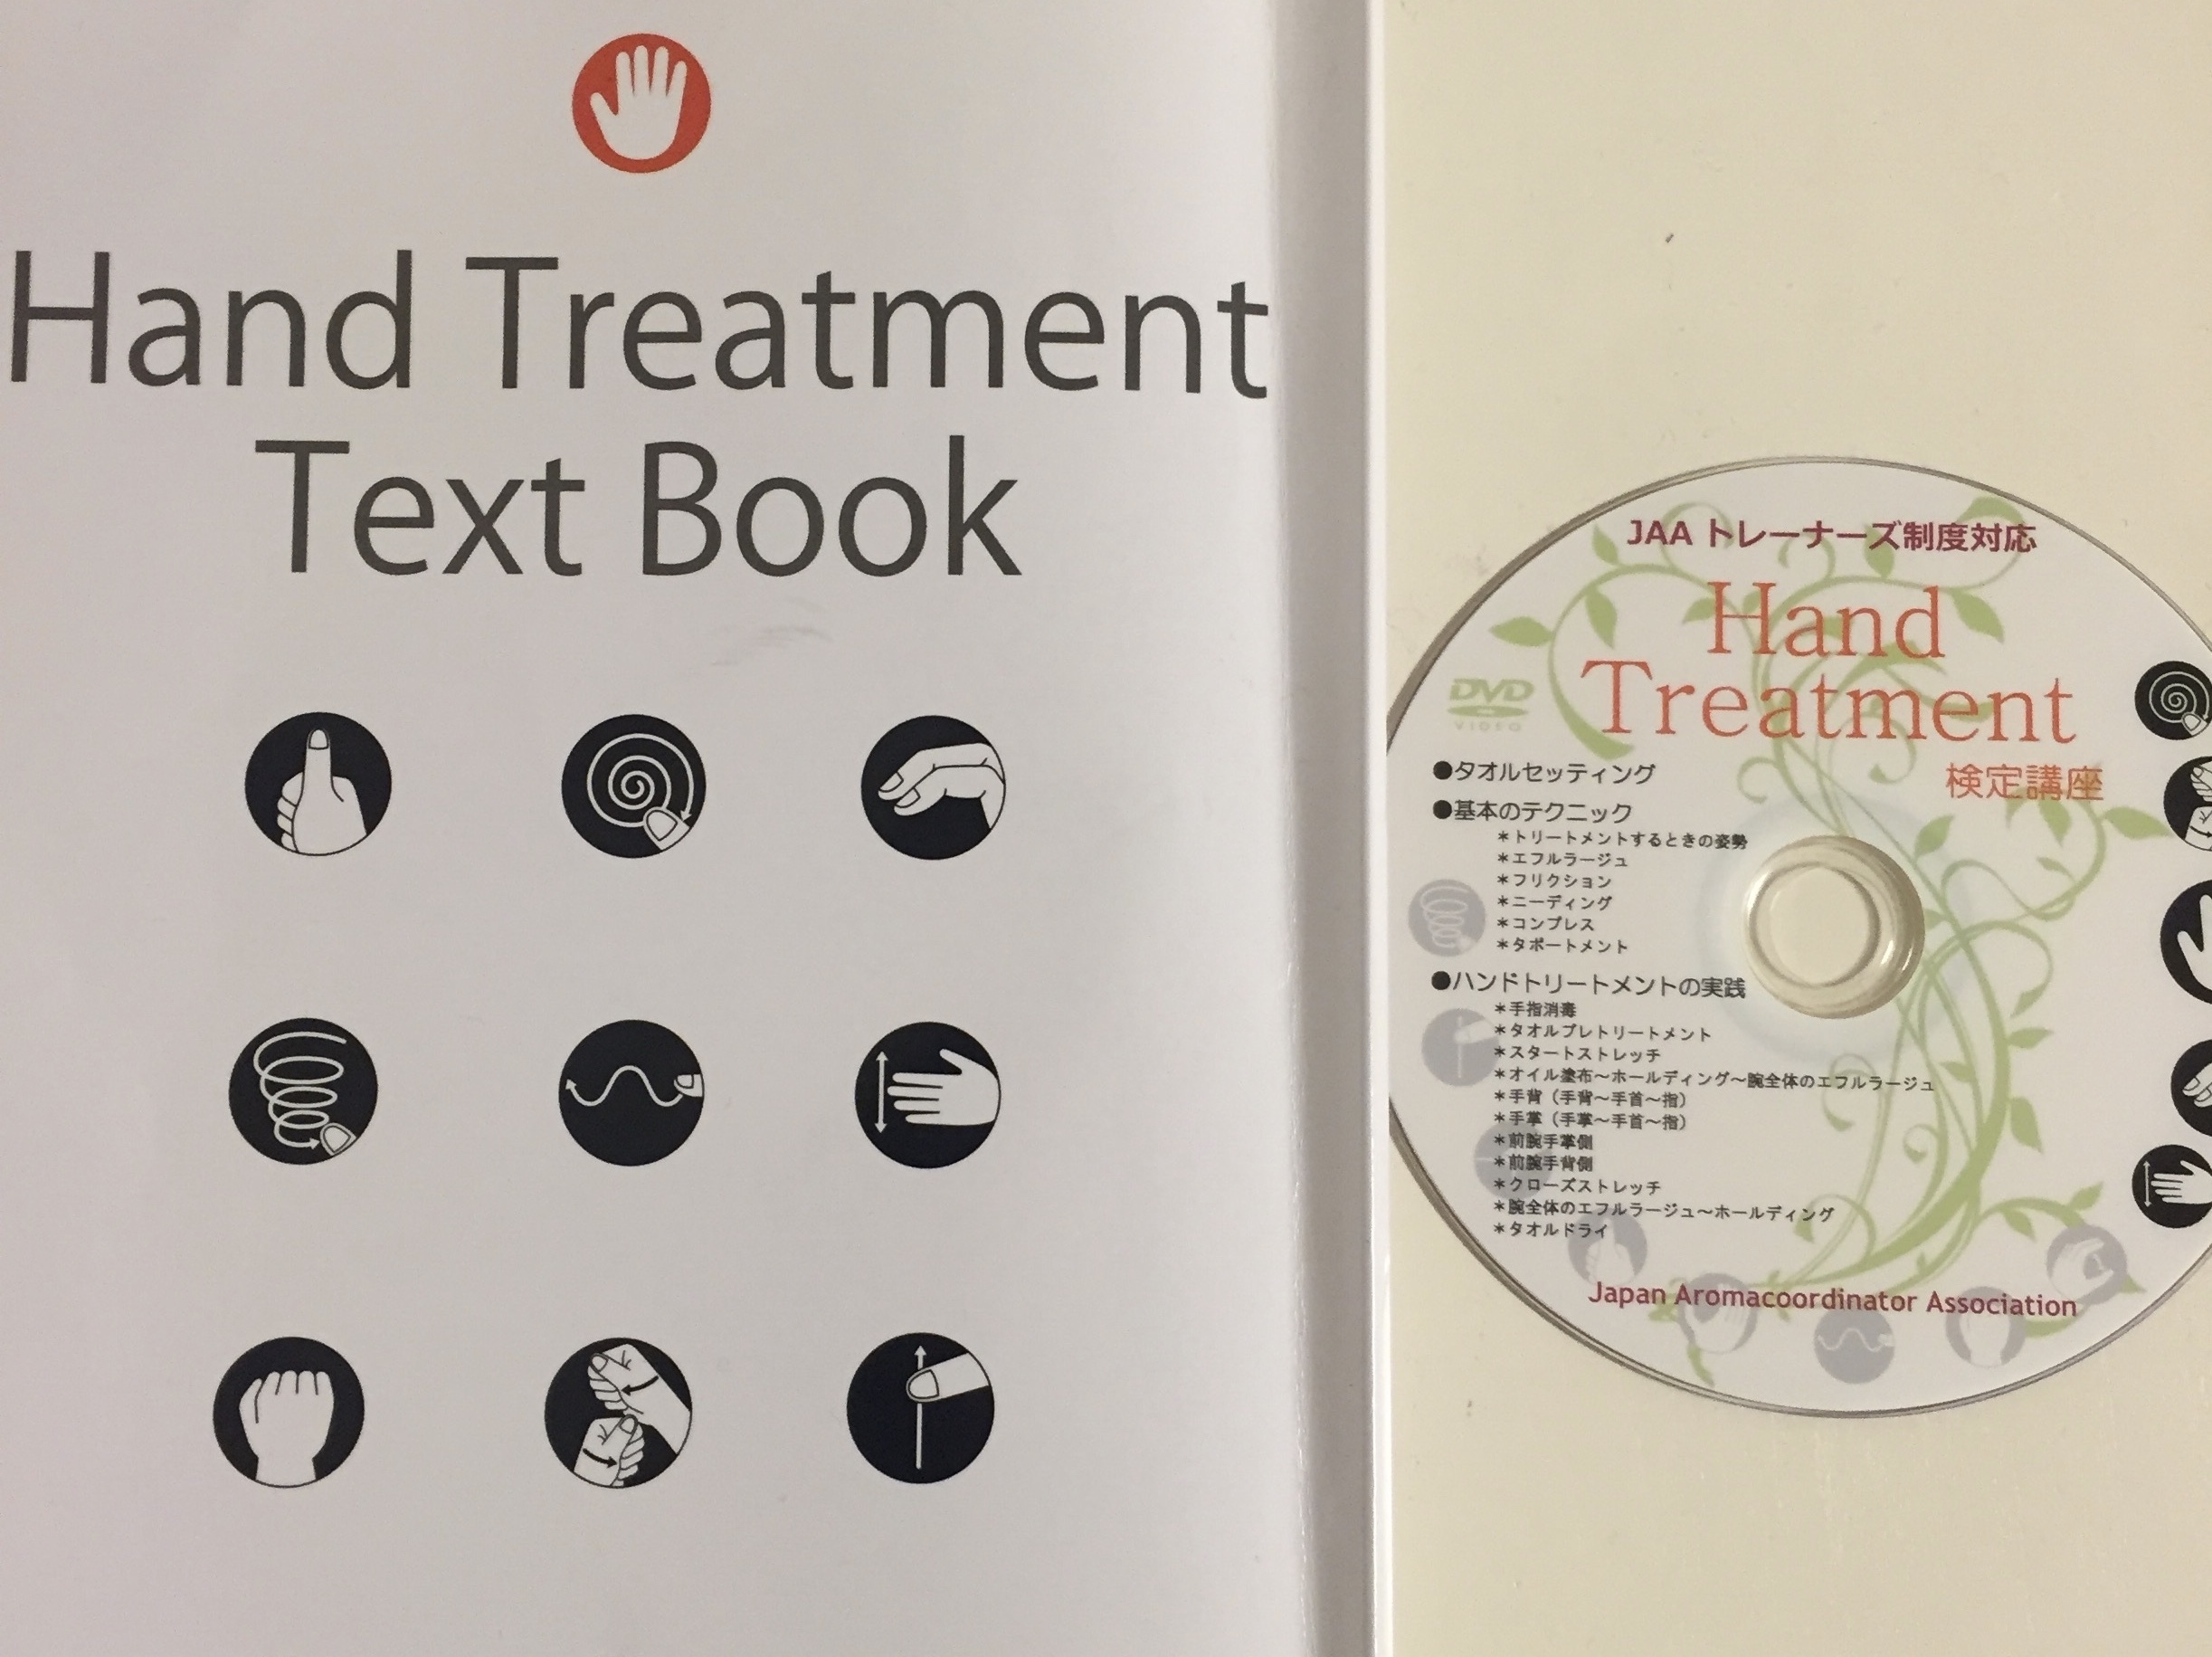 Hand Treatment
Text Book
JAA トレーナーズ制度対応
Hand
Treatment
DVD
VIDEO
検定講座
●タオルセッティング
●基本のテクニック
＊トリートメントするときの姿勢
＊エフルラージュ
＊フリクション
＊ニーディング
＊コンプレス
＊タポートメント
●ハンドトリートメントの実践
＊手指消毒
＊タオルプレトリートメント
＊スタートストレッチ
＊オイル塗布～ホールディング～腕全体のエフルラージュ
＊手背（手背～手首～指）
＊手掌（手掌～手首～指）
＊前腕手掌側
＊前腕手背側
＊クローズストレッチ
＊腕全体のエフルラージュ～ホールディング
＊タオルドライ
Japan Aromacoordinator Association